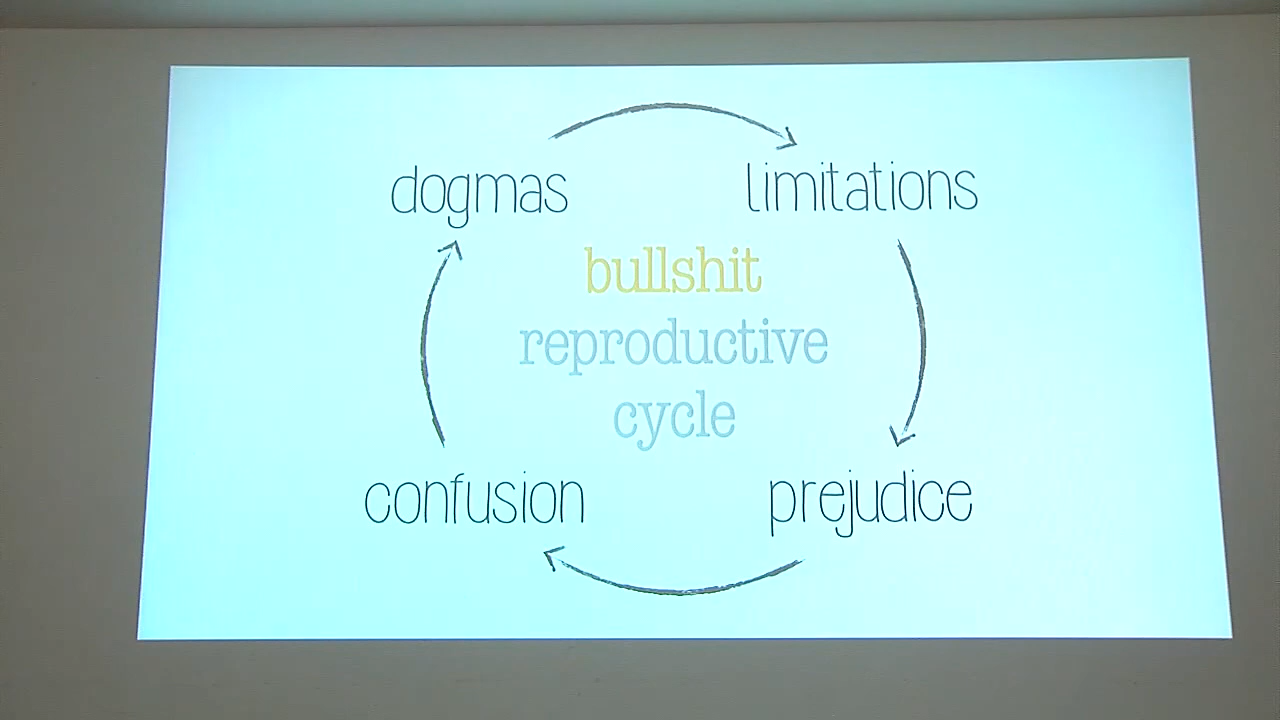 dogmas
limitations
bullshit
reproductive
cycle
confusion
prejudice